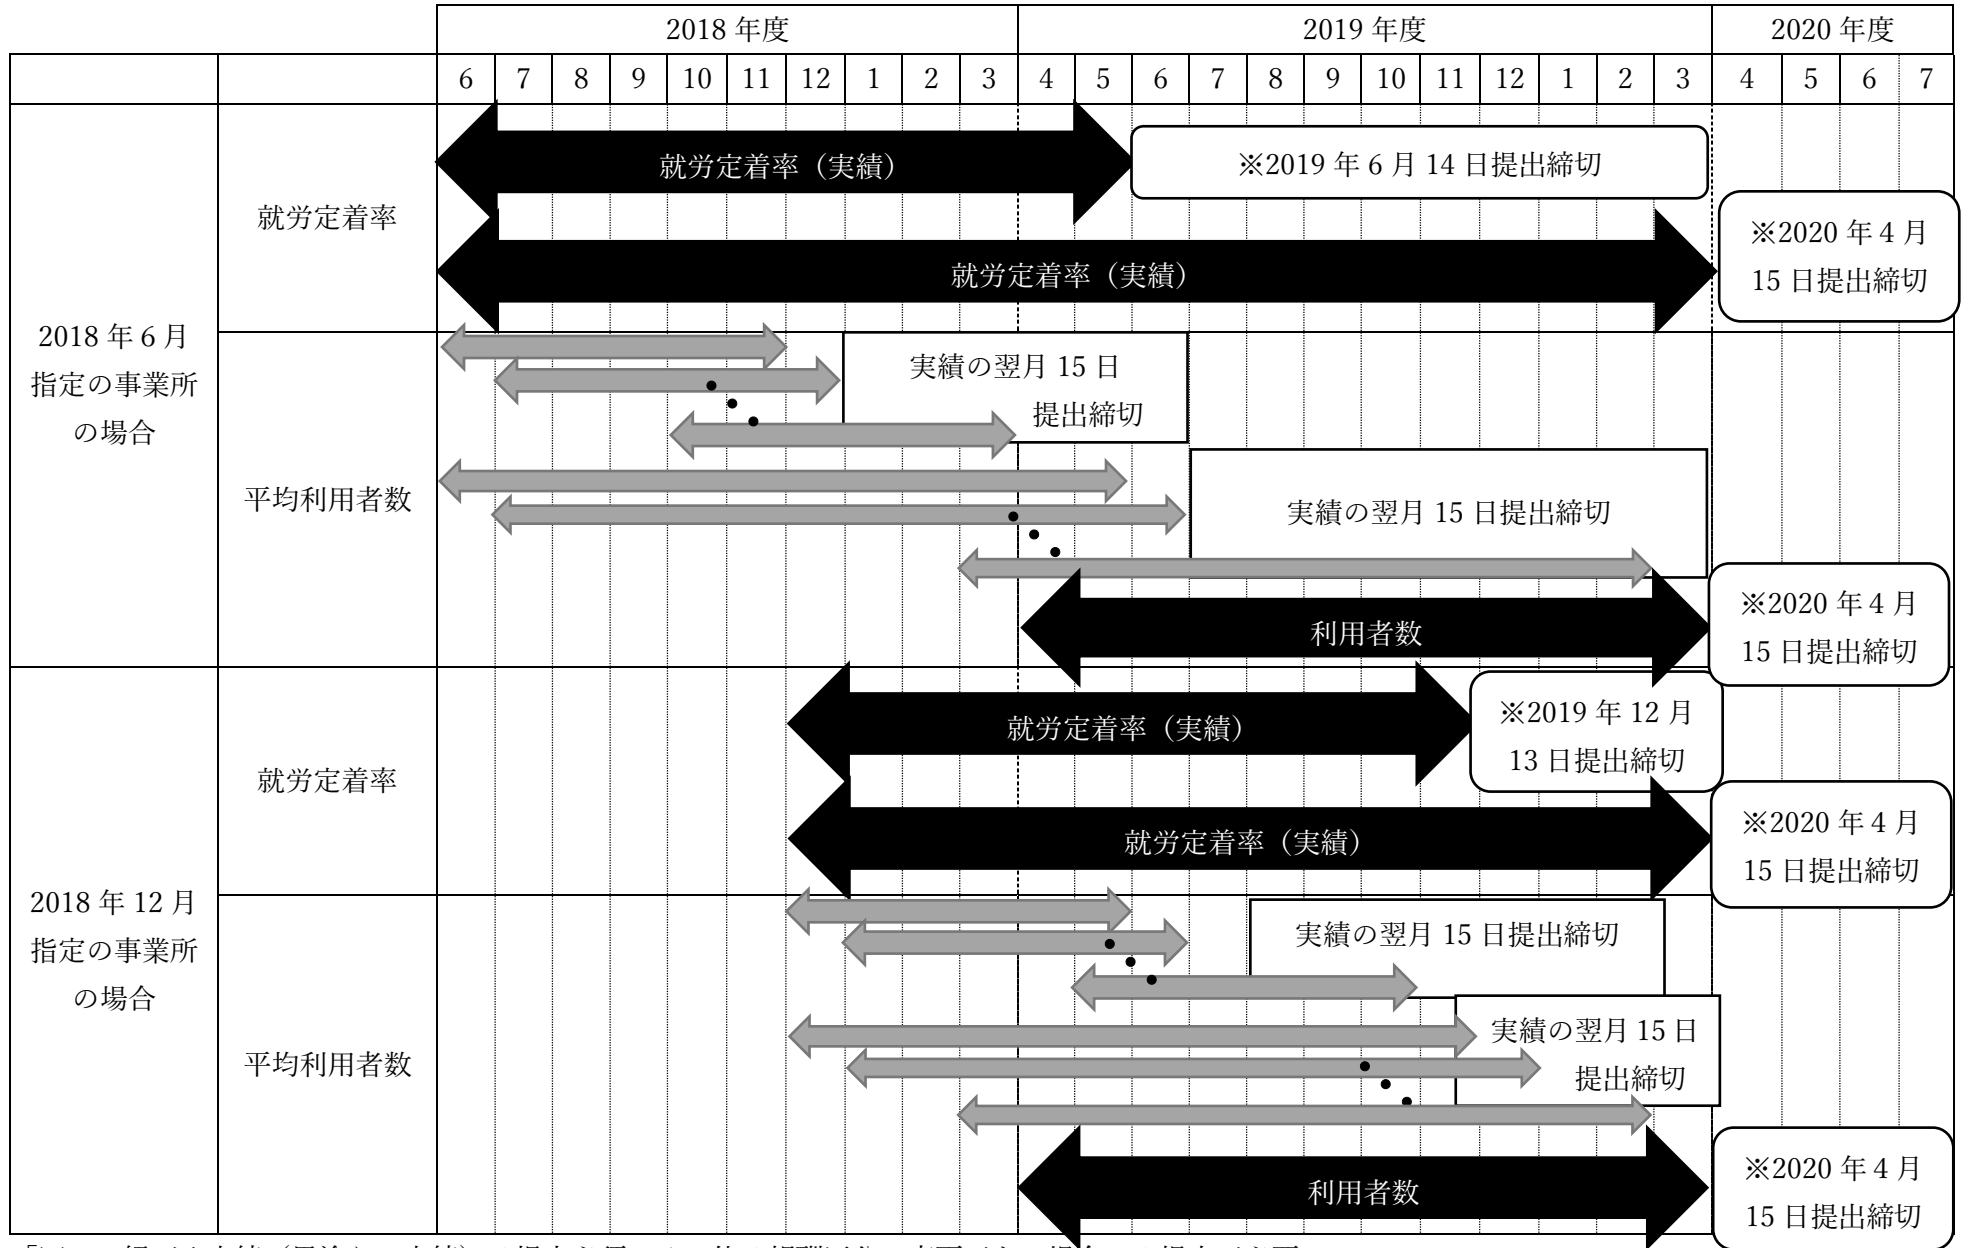 2018 年度 2019 年度 2020 年度
6 7 8 9 10 11 12 1 2 3 4 5 6 7 8 9 10 11 12 1 2 3 4 5 6 7
2018 年 6 月
指定の事業所
の場合
就労定着率
就労定着率（実績）
※2019 年 6 月 14 日提出締切
就労定着率（実績）
※2020 年 4 月
15 日提出締切
平均利用者数
実績の翌月 15 日
提出締切
実績の翌月 15 日提出締切
利用者数
※2020 年 4 月
15 日提出締切
2018 年 12 月
指定の事業所
の場合
就労定着率
就労定着率（実績）
※2019 年 12 月
13 日提出締切
就労定着率（実績）
※2020 年 4 月
15 日提出締切
平均利用者数
実績の翌月 15 日提出締切
実績の翌月 15 日
提出締切
利用者数
※2020 年 4 月
15 日提出締切